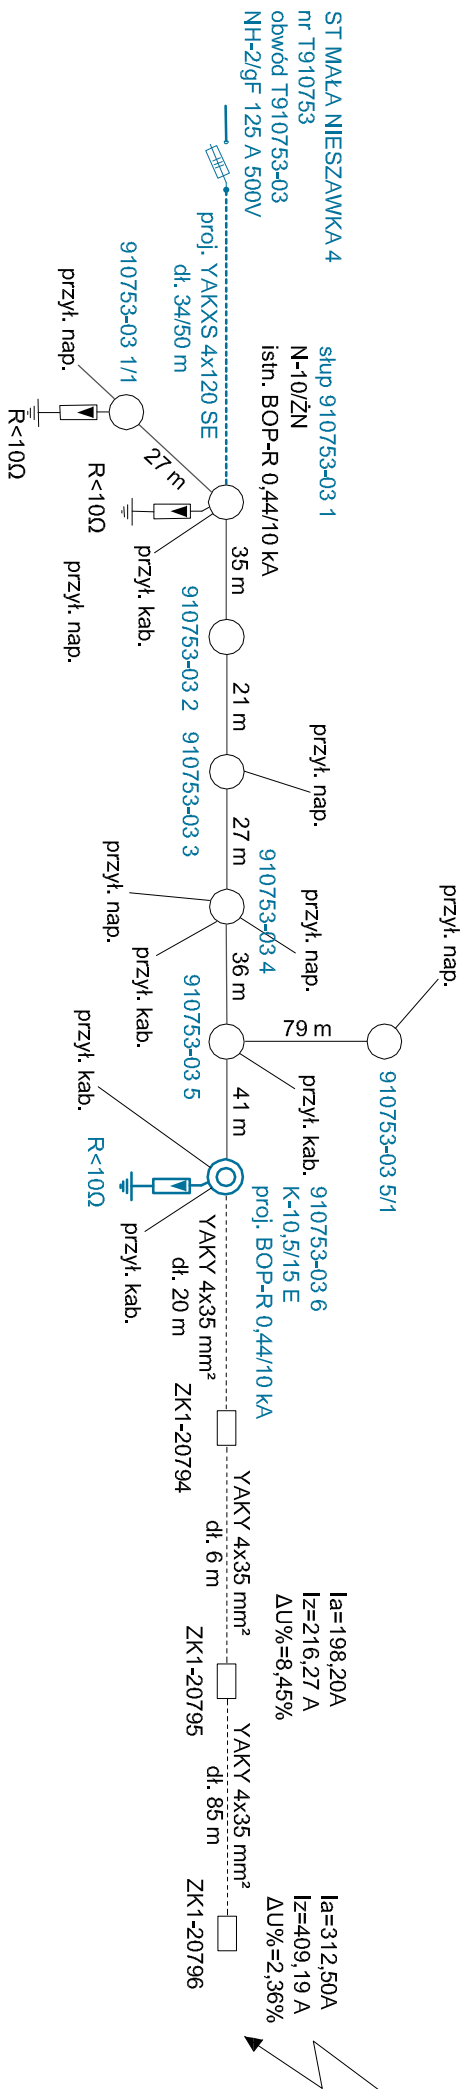 ST MAŁA NIESZAWKA 4
nr T910753
obwód T910753-03
NH-2/gF 125 A 500V
proj. YAKXS 4x120 SE
dł. 34/50 m
słup 910753-03 1
N-10/ŻN
istn. BOP-R 0,44/10 kA
910753-03 1/1
przył. nap.
R<10Ω
27 m
R<10Ω
przył. kab.
przył. nap.
35 m
910753-03 2
21 m
910753-03 3
przył. nap.
27 m
910753-03 4
przył. nap.
przył. nap.
przył. kab.
36 m
910753-03 5
79 m
przył. nap.
910753-03 5/1
przył. kab.
41 m
910753-03 6
K-10,5/15 E
proj. BOP-R 0,44/10 kA
przył. kab.
R<10Ω
przył. kab.
YAKY 4x35 mm²
dł. 20 m
ZK1-20794
YAKY 4x35 mm²
dł. 6 m
ZK1-20795
Ia=198,20A
Iz=216,27 A
ΔU%=8,45%
YAKY 4x35 mm²
dł. 85 m
ZK1-20796
Ia=312,50A
Iz=409,19 A
ΔU%=2,36%